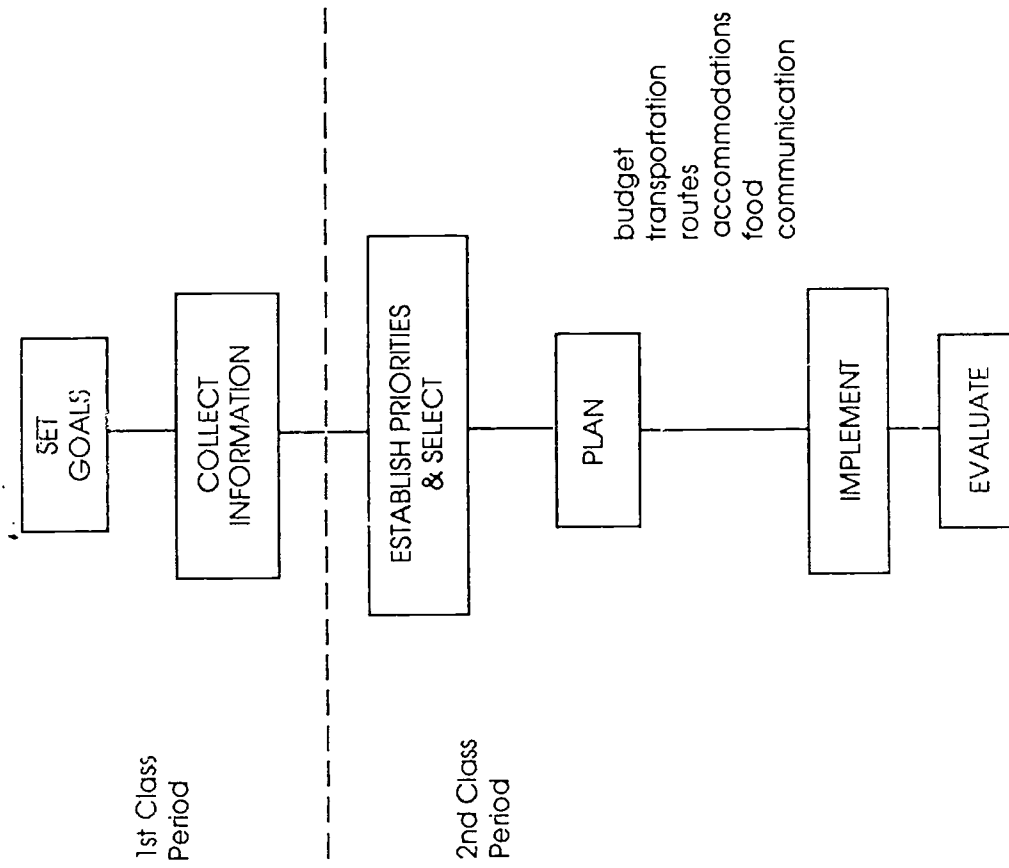 1st Class
Period
SET
GOALS
COLLECT
INFORMATION
2nd Class
Period
ESTABLISH PRIORITIES
& SELECT
PLAN
budget
transportation
routes
accommodations
food
communication
IMPLEMENT
EVALUATE